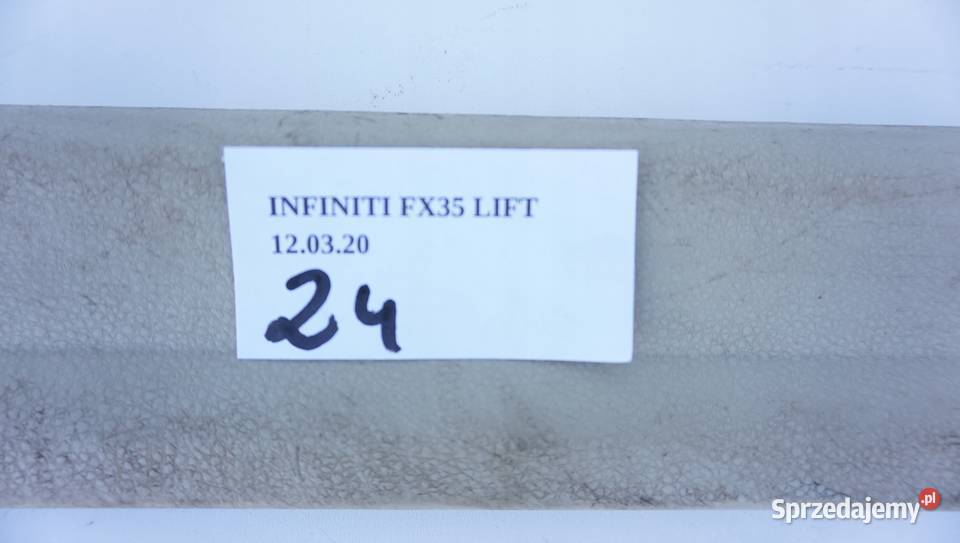 INFINITI FX35 LIFT
12.03.20
24
Sprzedajemy.pl